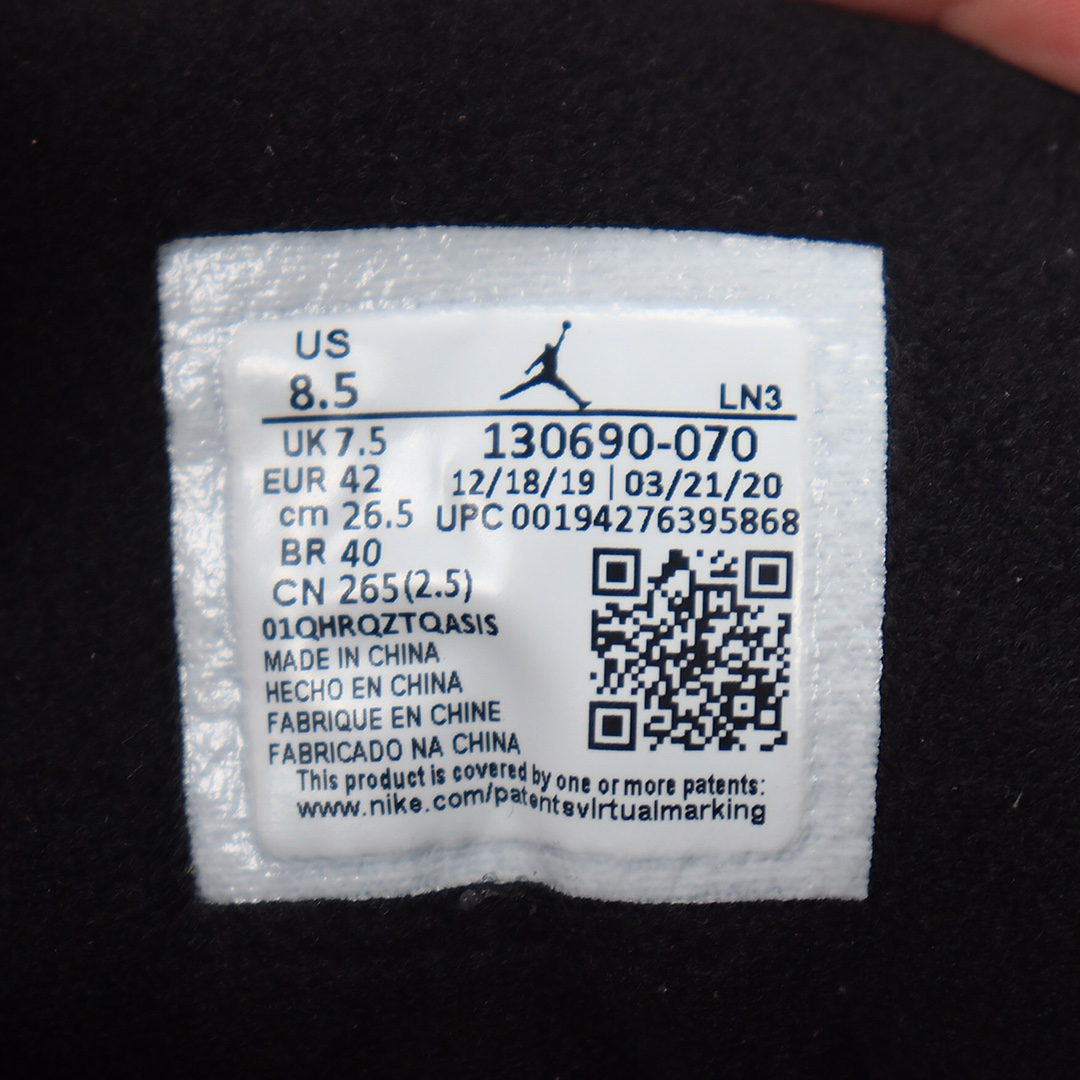 US
8.5
LN3
UK 7.5
130690-070
EUR 42
12/18/19 | 03/21/20
cm 26.5
UPC 00194276395868
BR 40
CN 265(2.5)
01QHRQZTQASIS
MADE IN CHINA
HECHO EN CHINA
FABRIQUE EN CHINE
FABRICADO NA CHINA
This product is covered by one or more patents:
www.nike.com/patentsvirtualmarking